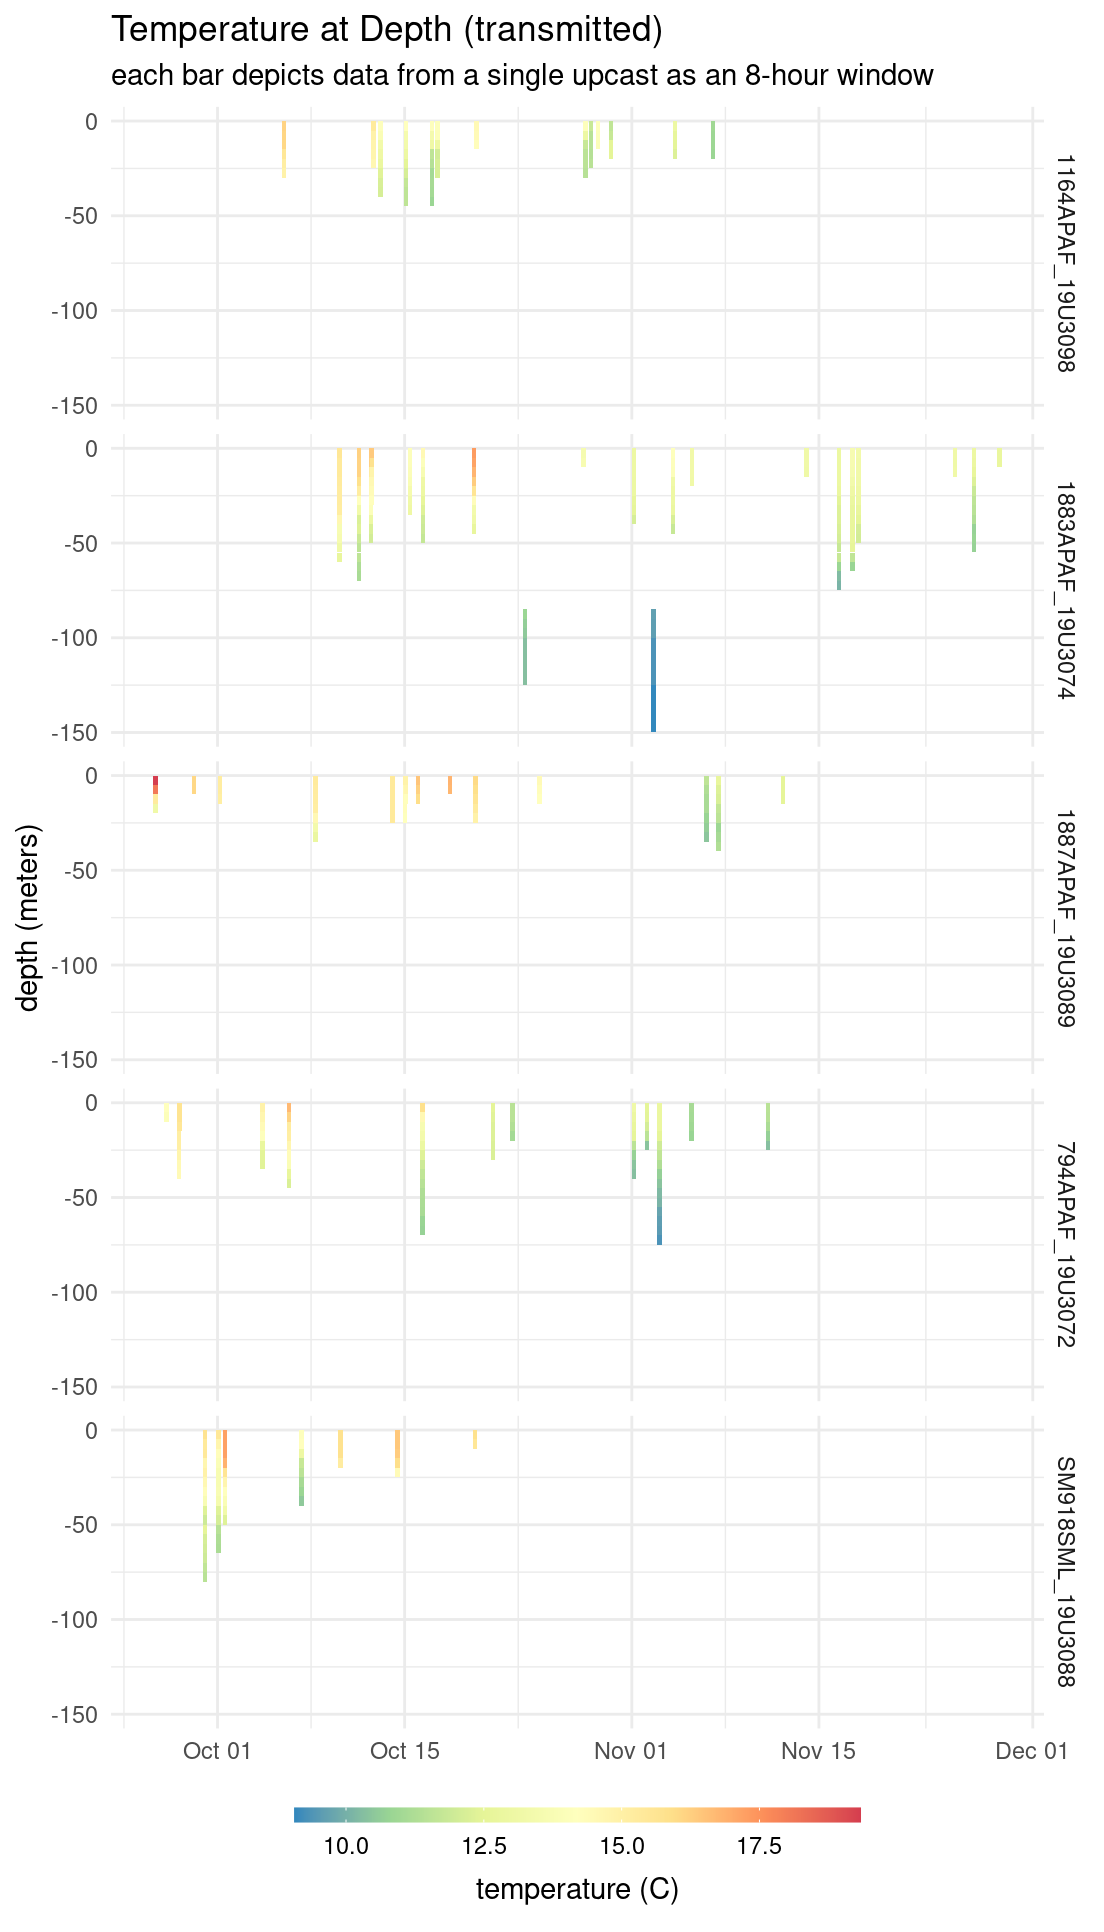 Temperature at Depth (transmitted)
each bar depicts data from a single upcast as an 8-hour window
0
-50
-100
-150
1164APAF_19U3098
0
-50
-100
-150
1883APAF_19U3074
0
-50
-100
-150
1887APAF_19U3089
0
-50
-100
-150
794APAF_19U3072
0
-50
-100
-150
SM918SML_19U3088
depth (meters)
Oct 01 Oct 15 Nov 01 Nov 15 Dec 01
10.0 12.5 15.0 17.5
temperature (C)